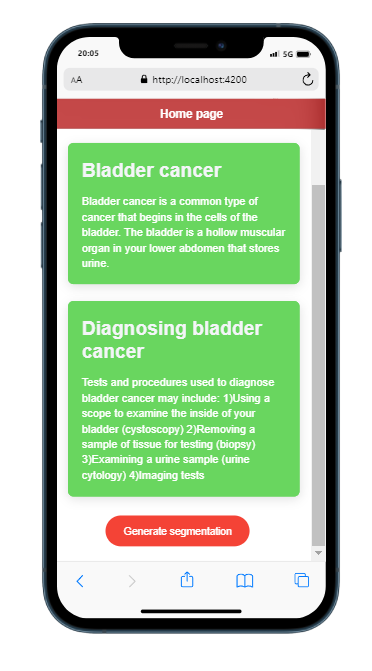 20:05
5G
AA
http://localhost:4200
Home page
Bladder cancer
Bladder cancer is a common type of
cancer that begins in the cells of the
bladder. The bladder is a hollow muscular
organ in your lower abdomen that stores
urine.
Diagnosing bladder
cancer
Tests and procedures used to diagnose
bladder cancer may include: 1)Using a
scope to examine the inside of your
bladder (cystoscopy) 2)Removing a
sample of tissue for testing (biopsy)
3)Examining a urine sample (urine
cytology) 4)Imaging tests
Generate segmentation